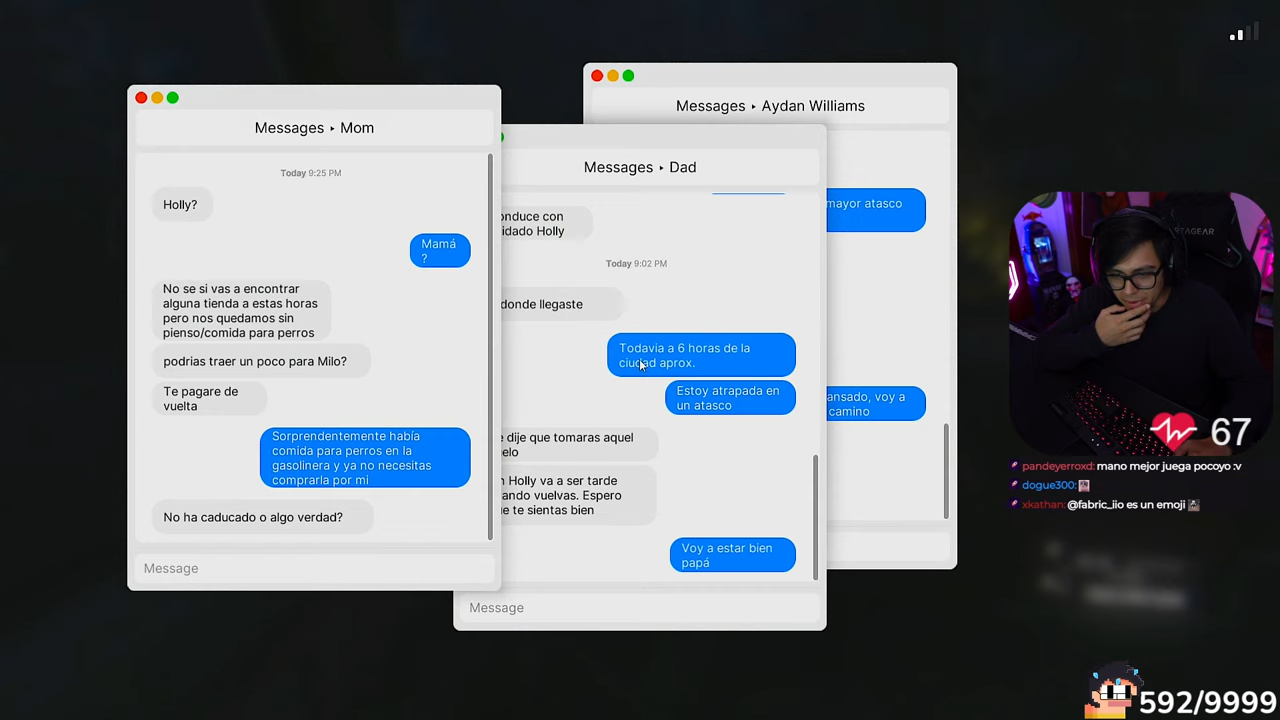 Messages ▸ Mom
Today 9:25 PM
Holly?
Mamá
?
No se si vas a encontrar
alguna tienda a estas horas
pero nos quedamos sin
pienso/comida para perros
podrias traer un poco para Milo?
Te pagare de
vuelta
Sorprendentemente había
comida para perros en la
gasolinera y ya no necesitas
comprarla por mi
No ha caducado o algo verdad?
Message
Messages ▸ Dad
onduce con
idado Holly
Today 9:02 PM
donde llegaste
Todavia a 6 horas de la
ciudad aprox.
Estoy atrapada en
un atasco
e dije que tomaras aquel
elo
Holly va a ser tarde
ando vuelvas. Espero
e te sientas bien
Voy a estar bien
papá
Message
Messages ▸ Aydan Williams
mayor atasco
ansado, voy a
camino
ARTAGEAR
67
pandeyerroxd: mano mejor juega pocoyo :v
dogue300:
xkathan: @fabric_iio es un emoji
592/9999